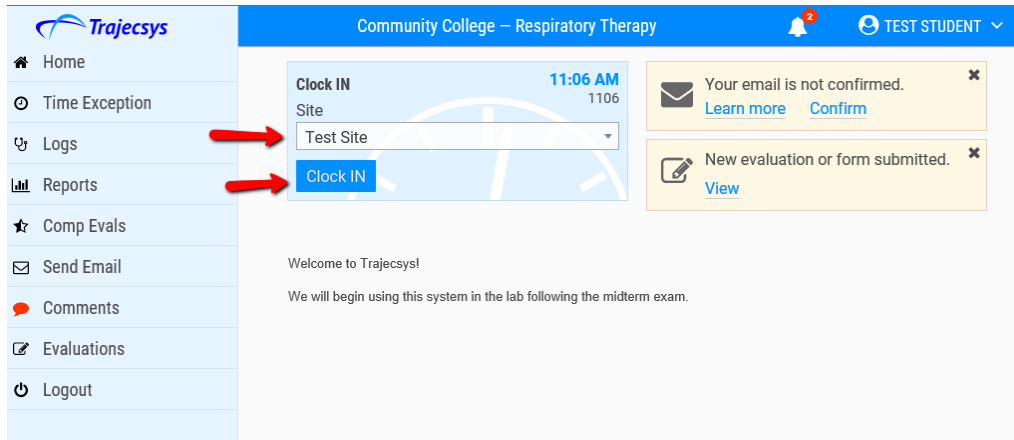 Trajecsys
Community College – Respiratory Therapy
2
TEST STUDENT
Home
Time Exception
Logs
Reports
Comp Evals
Send Email
Comments
Evaluations
Logout
Clock IN
11:06 AM
1106
Site
Test Site
Clock IN
Your email is not confirmed.
Learn more Confirm
New evaluation or form submitted.
View
Welcome to Trajecsys!
We will begin using this system in the lab following the midterm exam.